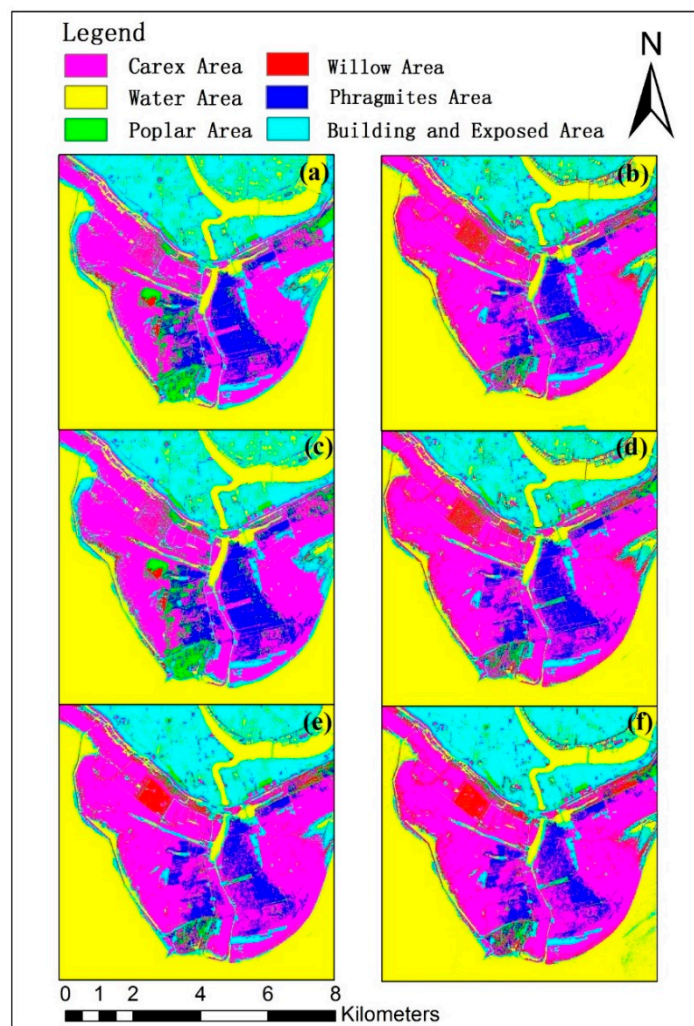 Legend
N
Carex Area Willow Area
Water Area Phragmites Area
Poplar Area Building and Exposed Area
(a) (b)
(c) (d)
(e) (f)
0 1 2 4 6 8
Kilometers